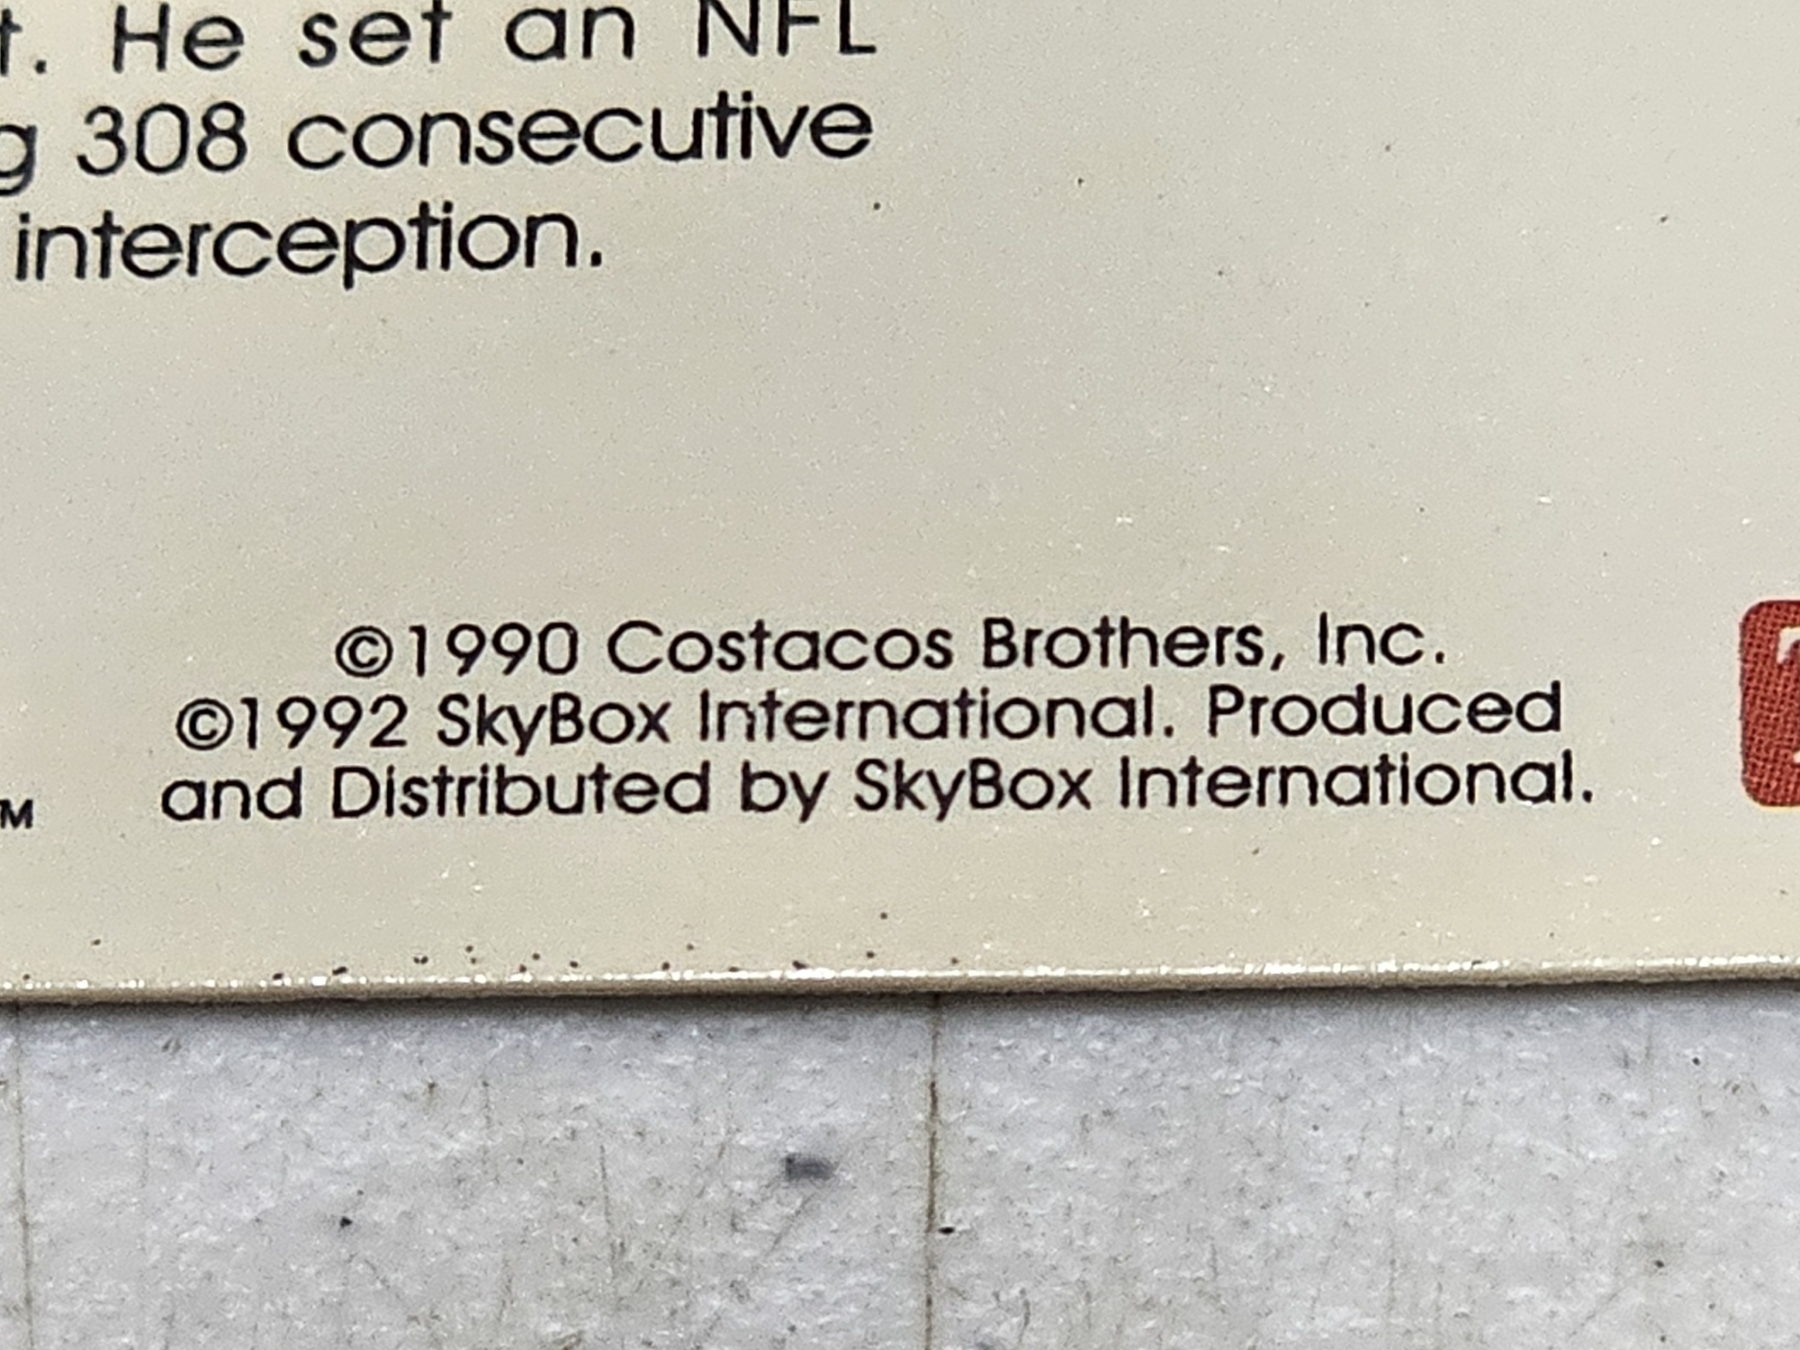 t. He set an NFL
g 308 consecutive
interception.
©1990 Costacos Brothers, Inc.
©1992 SkyBox International. Produced
and Distributed by SkyBox International.
TM